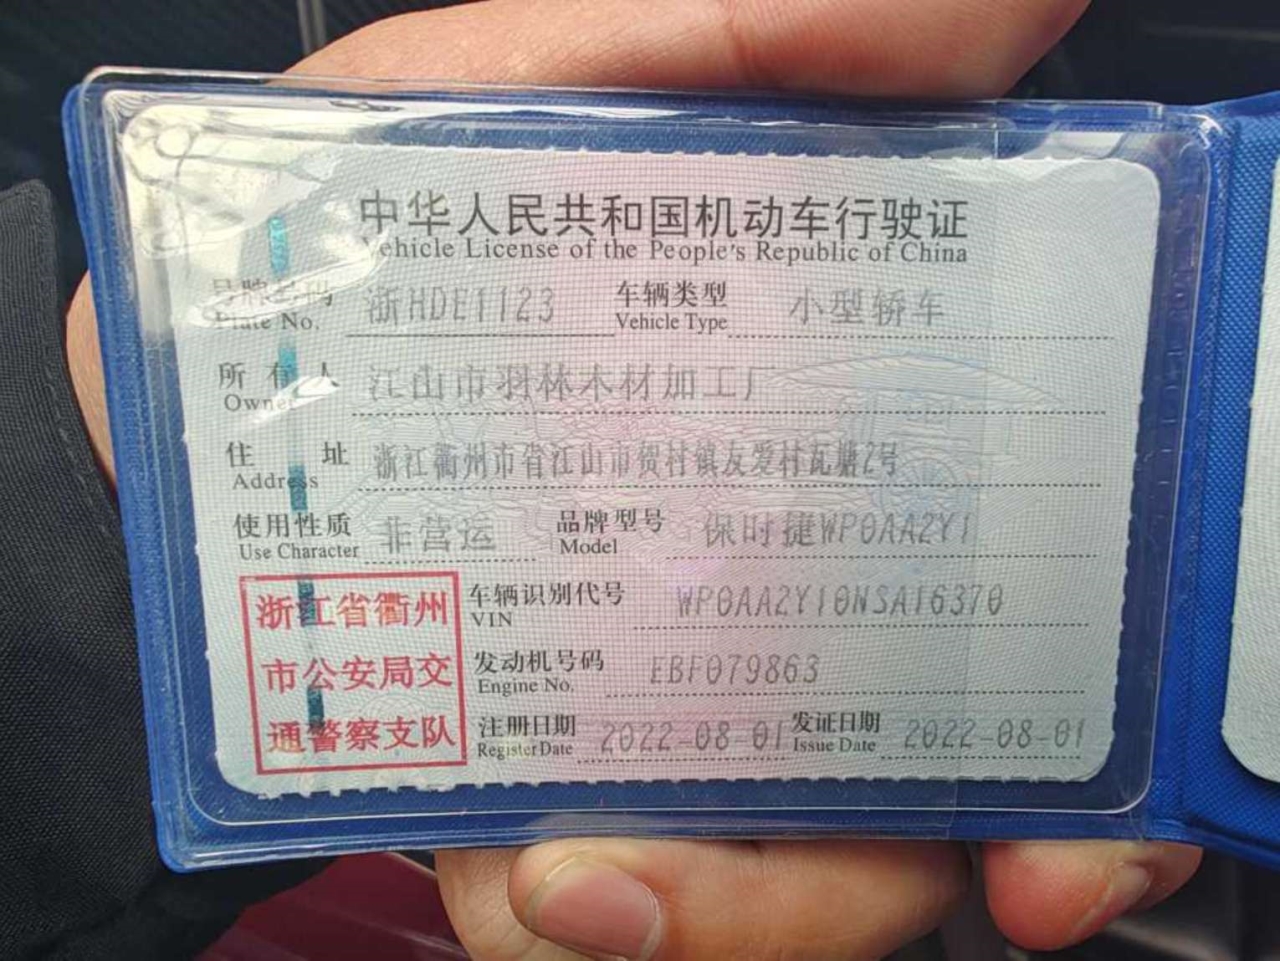 中华人民共和国机动车行驶证
Vehicle License of the People's Republic of China
号牌号码 浙HDE1123 车辆类型 小型轿车
Plate No. Vehicle Type
所有人 江山市羽林木材加工厂
Owner
住址 浙江衢州市省江山市贺村镇友爱村瓦塘2号
Address
使用性质 非营运 品牌型号 保时捷WP0AA2Y1
Use Character Model
浙江省衢州
市公安局交
通警察支队
车辆识别代号 WP0AA2Y10NSA16370
VIN
发动机号码 EBF079863
Engine No.
注册日期 2022-08-01 发证日期 2022-08-01
Register Date Issue Date